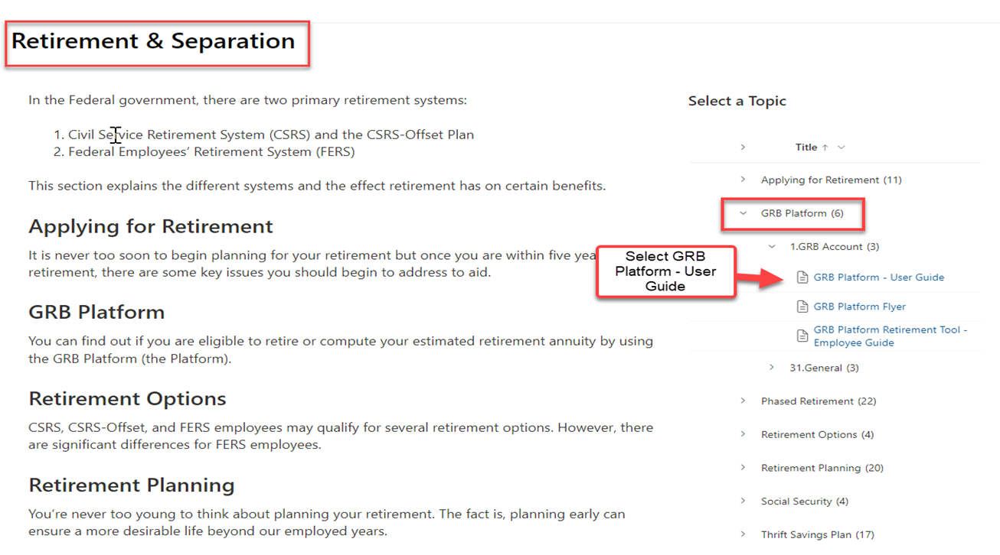 Retirement & Separation
In the Federal government, there are two primary retirement systems:
1. Civil Service Retirement System (CSRS) and the CSRS-Offset Plan
2. Federal Employees' Retirement System (FERS)
This section explains the different systems and the effect retirement has on certain benefits.
Applying for Retirement
It is never too soon to begin planning for your retirement but once you are within five yea
retirement, there are some key issues you should begin to address to aid.
GRB Platform
You can find out if you are eligible to retire or compute your estimated retirement annuity by using
the GRB Platform (the Platform).
Retirement Options
CSRS, CSRS-Offset, and FERS employees may qualify for several retirement options. However, there
are significant differences for FERS employees.
Retirement Planning
You're never too young to think about planning your retirement. The fact is, planning early can
ensure a more desirable life beyond our employed years.
Select a Topic
Title ↑
Applying for Retirement (11)
GRB Platform (6)
1.GRB Account (3)
Select GRB
Platform - User
Guide
GRB Platform - User Guide
GRB Platform Flyer
GRB Platform Retirement Tool -
Employee Guide
31.General (3)
Phased Retirement (22)
Retirement Options (4)
Retirement Planning (20)
Social Security (4)
Thrift Savings Plan (17)